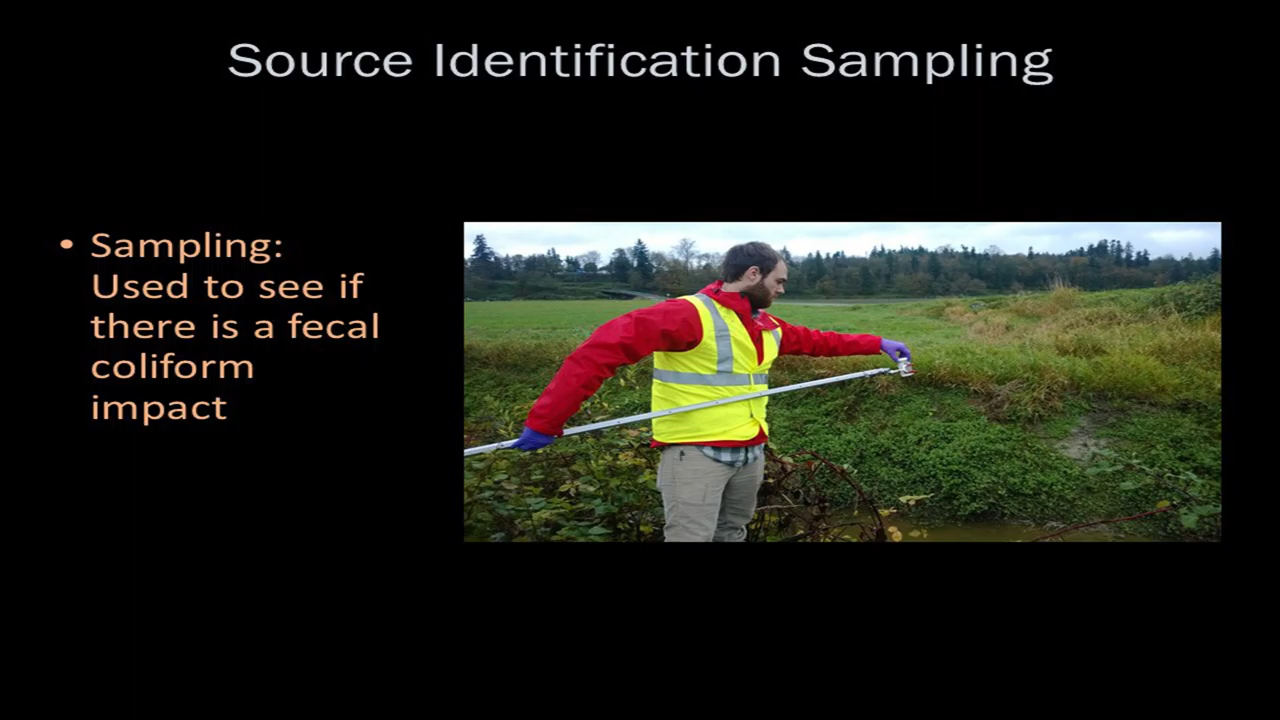 Source Identification Sampling
• Sampling:
Used to see if
there is a fecal
coliform
impact